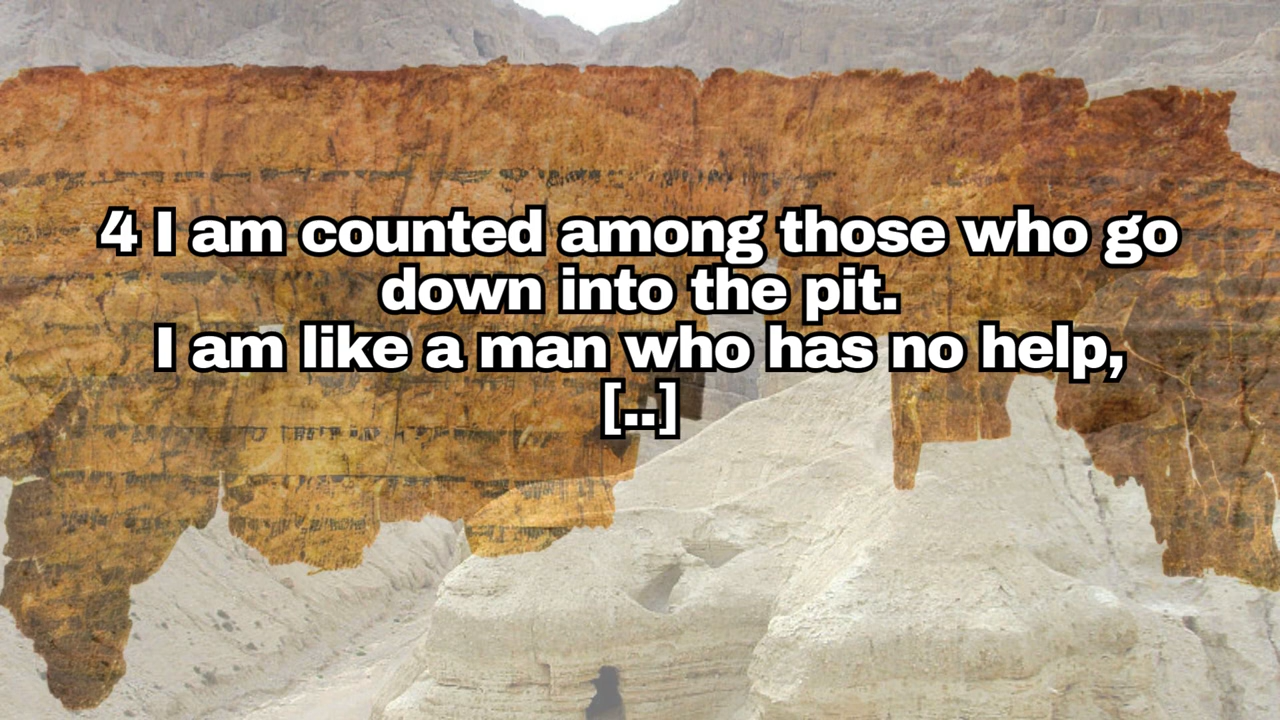 4 I am counted among those who go
down into the pit.
I am like a man who has no help,
[..]